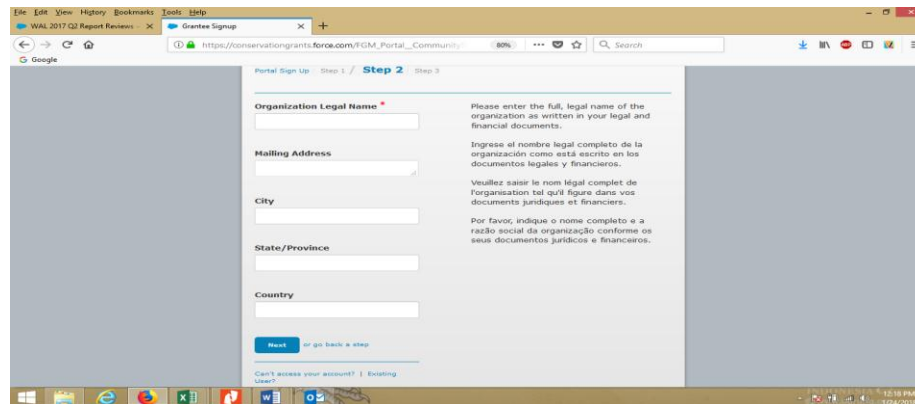 File Edit View History Bookmarks Tools Help
WAL 2017 Q2 Report Reviews -
Grantee Signup
https://conservationgrants.force.com/FGM_Portal__Community
80%
Search
Google
Portal Sign Up Step 1 / Step 2 Step 3
Organization Legal Name *
Mailing Address
City
State/Province
Country
Next or go back a step
Can't access your account? | Existing
User?
Please enter the full, legal name of the
organization as written in your legal and
financial documents.
Ingrese el nombre legal completo de la
organización como está escrito en los
documentos legales y financieros.
Veuillez saisir le nom légal complet de
l'organisation tel qu'il figure dans vos
documents juridiques et financiers.
Por favor, indique o nome completo e a
razão social da organização conforme os
seus documentos jurídicos e financeiros.
INDONESIA
12:18 PM
1/24/2018